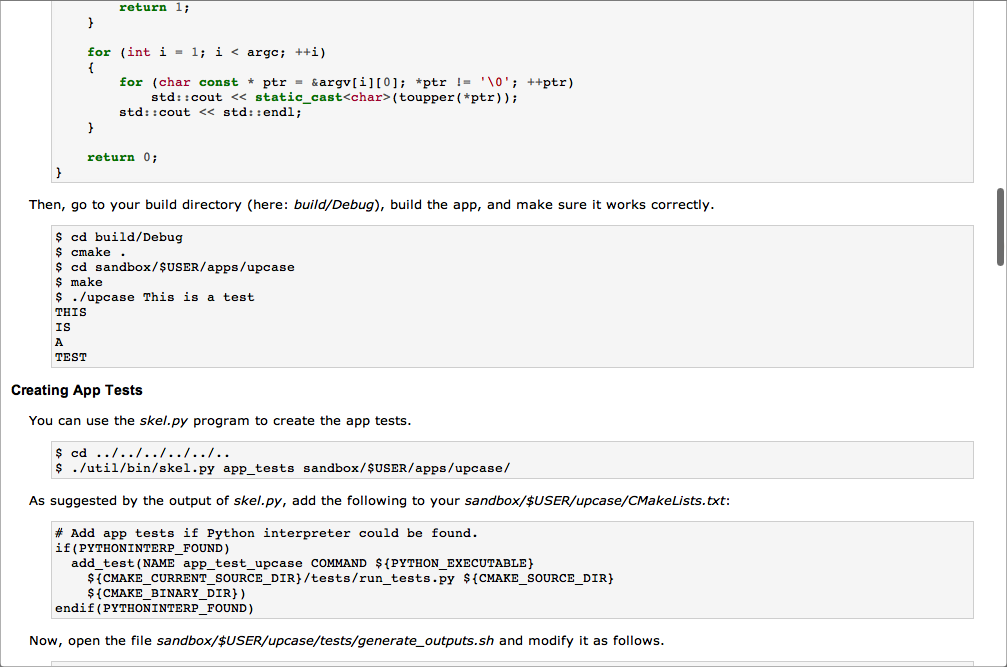 return 1;
    }

    for (int i = 1; i < argc; ++i)
    {
        for (char const * ptr = &argv[i][0]; *ptr != '\0'; ++ptr)
            std::cout << static_cast<char>(toupper(*ptr));
        std::cout << std::endl;
    }

    return 0;
}
Then, go to your build directory (here: build/Debug), build the app, and make sure it works correctly.
$ cd build/Debug
$ cmake .
$ cd sandbox/$USER/apps/upcase
$ make
$ ./upcase This is a test
THIS
IS
A
TEST
Creating App Tests
You can use the skel.py program to create the app tests.
$ cd ../../../../../..
$ ./util/bin/skel.py app_tests sandbox/$USER/apps/upcase/
As suggested by the output of skel.py, add the following to your sandbox/$USER/upcase/CMakeLists.txt:
# Add app tests if Python interpreter could be found.
if(PYTHONINTERP_FOUND)
  add_test(NAME app_test_upcase COMMAND ${PYTHON_EXECUTABLE}
    ${CMAKE_CURRENT_SOURCE_DIR}/tests/run_tests.py ${CMAKE_SOURCE_DIR}
    ${CMAKE_BINARY_DIR})
endif(PYTHONINTERP_FOUND)
Now, open the file sandbox/$USER/upcase/tests/generate_outputs.sh and modify it as follows.